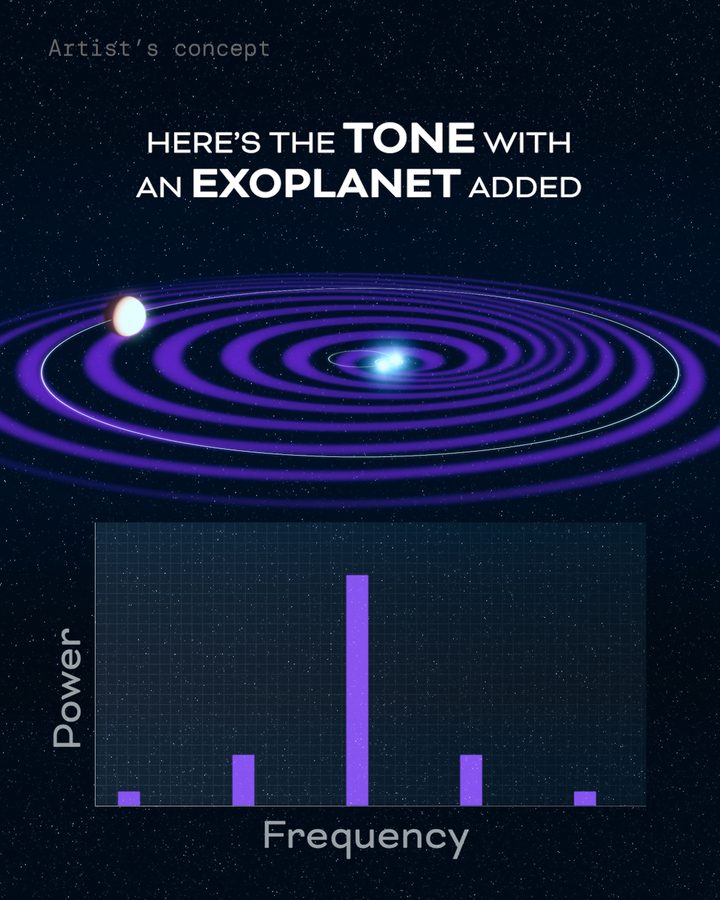 Artist's concept
HERE'S THE TONE WITH
AN EXOPLANET ADDED
Power
Frequency